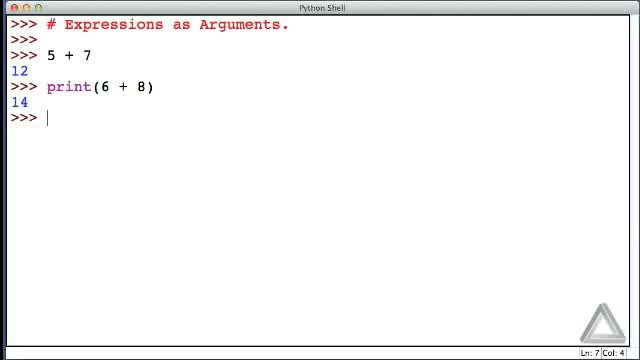 Python Shell
>>> # Expressions as Arguments.
>>>
>>> 5 + 7
12
>>> print(6 + 8)
14
>>>
Ln: 7 Col: 4